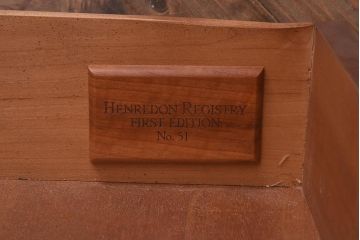 HENREDON REGISTRY
FIRST EDITION
No. 51